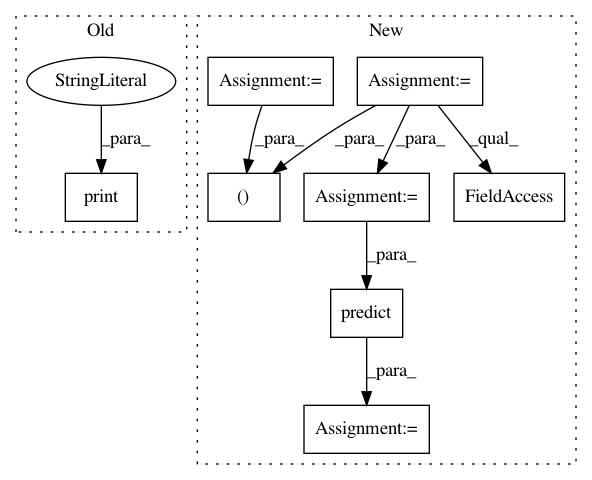 Old
New
StringLiteral
Assignment:=
Assignment:=
_para_
_para_
_para_
_para_
_qual_
print
()
Assignment:=
FieldAccess
_para_
predict
_para_
Assignment:=